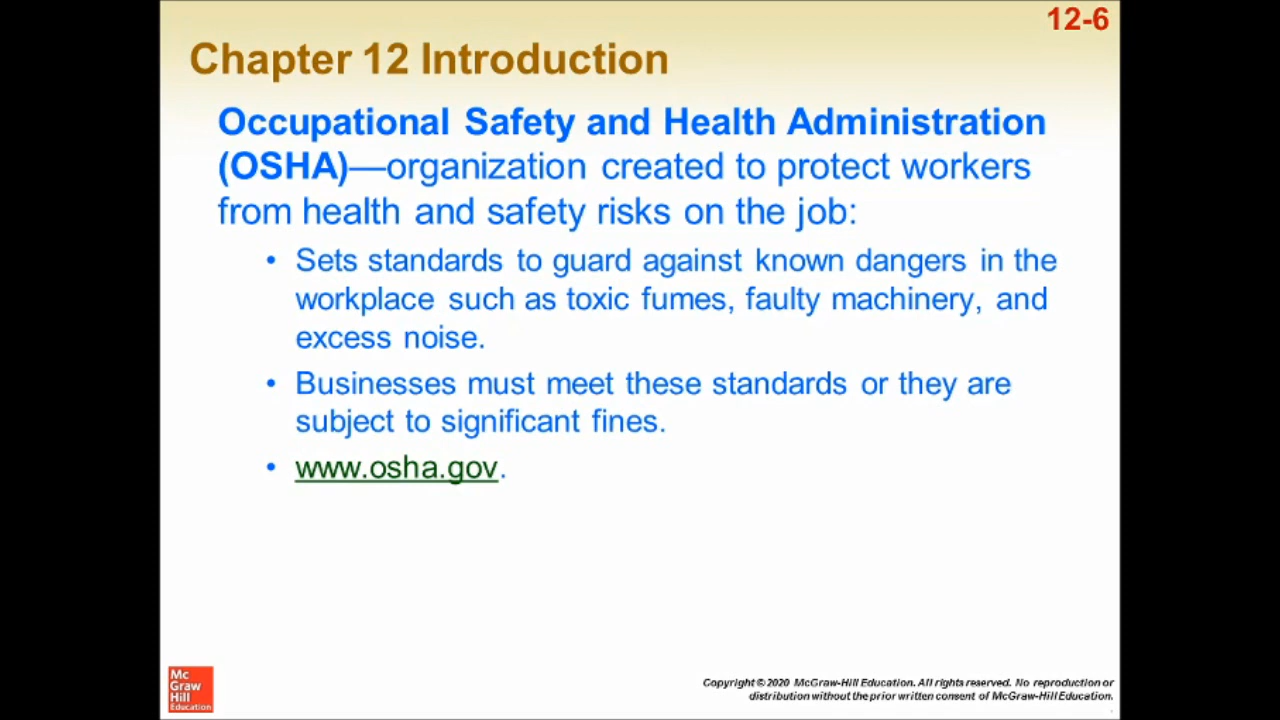 12-6
Chapter 12 Introduction
Occupational Safety and Health Administration
(OSHA)—organization created to protect workers
from health and safety risks on the job:
• Sets standards to guard against known dangers in the
workplace such as toxic fumes, faulty machinery, and
excess noise.
• Businesses must meet these standards or they are
subject to significant fines.
• www.osha.gov.
Mc
Graw
Hill
Education
Copyright © 2020 McGraw-Hill Education. All rights reserved. No reproduction or
distribution without the prior written consent of McGraw-Hill Education.